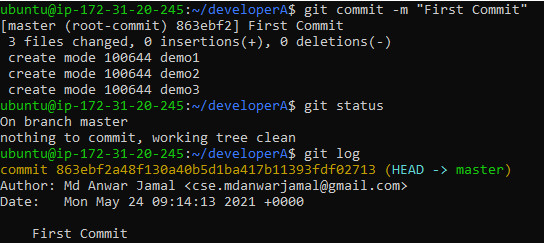 ubuntu@ip-172-31-20-245:~/developerA$ git commit -m "First Commit"
[master (root-commit) 863ebf2] First Commit
 3 files changed, 0 insertions(+), 0 deletions(-)
 create mode 100644 demo1
 create mode 100644 demo2
 create mode 100644 demo3
ubuntu@ip-172-31-20-245:~/developerA$ git status
On branch master
nothing to commit, working tree clean
ubuntu@ip-172-31-20-245:~/developerA$ git log
commit 863ebf2a48f130a40b5d1ba417b11393fdf02713 (HEAD -> master)
Author: Md Anwar Jamal <cse.mdanwarjamal@gmail.com>
Date:   Mon May 24 09:14:13 2021 +0000

    First Commit